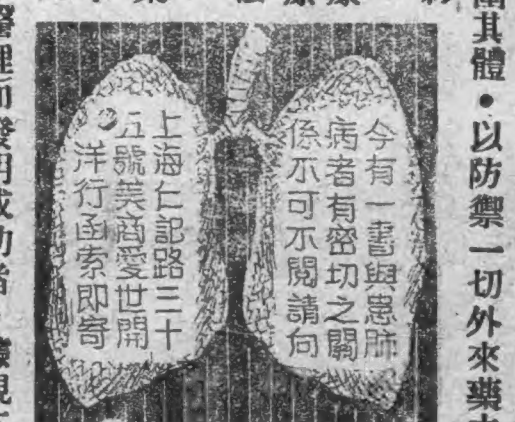 其體·以防禦一切外來藥
今有一書與患肺
病者有密切之關
係不可不閱請向
上海仁記路三十
五號美商愛世開
洋行函索即寄